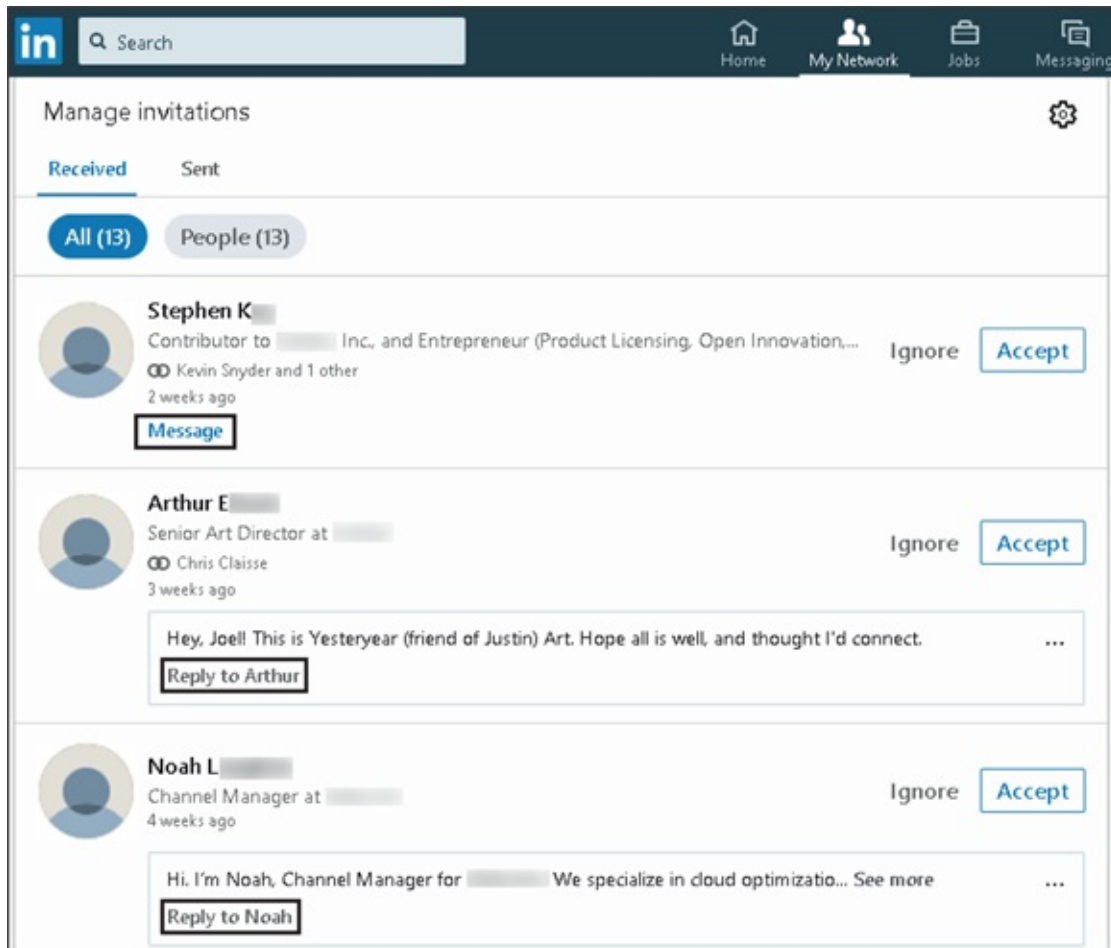 in Search Home My Network Jobs Messaging
Manage invitations
Received Sent
All (13) People (13)
Stephen K
Contributor to Inc., and Entrepreneur (Product Licensing, Open Innovation,...
Kevin Snyder and 1 other
2 weeks ago
Message
Ignore Accept
Arthur E
Senior Art Director at
Chris Claisse
3 weeks ago
Ignore Accept
Hey, Joel! This is Yesteryear (friend of Justin) Art. Hope all is well, and thought I'd connect. ...
Reply to Arthur
Noah L
Channel Manager at
4 weeks ago
Ignore Accept
Hi. I'm Noah, Channel Manager for We specialize in cloud optimizatio... See more ...
Reply to Noah